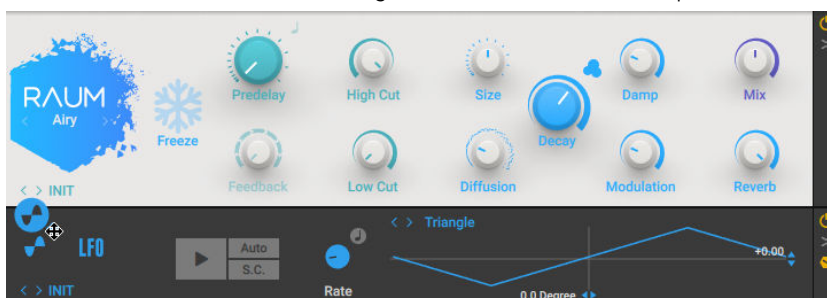 RAUM
Airy
Freeze
Predelay
High Cut
Size
Damp
Mix
Decay
Feedback
Low Cut
Diffusion
Modulation
Reverb
< > INIT
< > Triangle
LFO
Auto
S.C.
+0.00
< > INIT
Rate
0.0 Degree